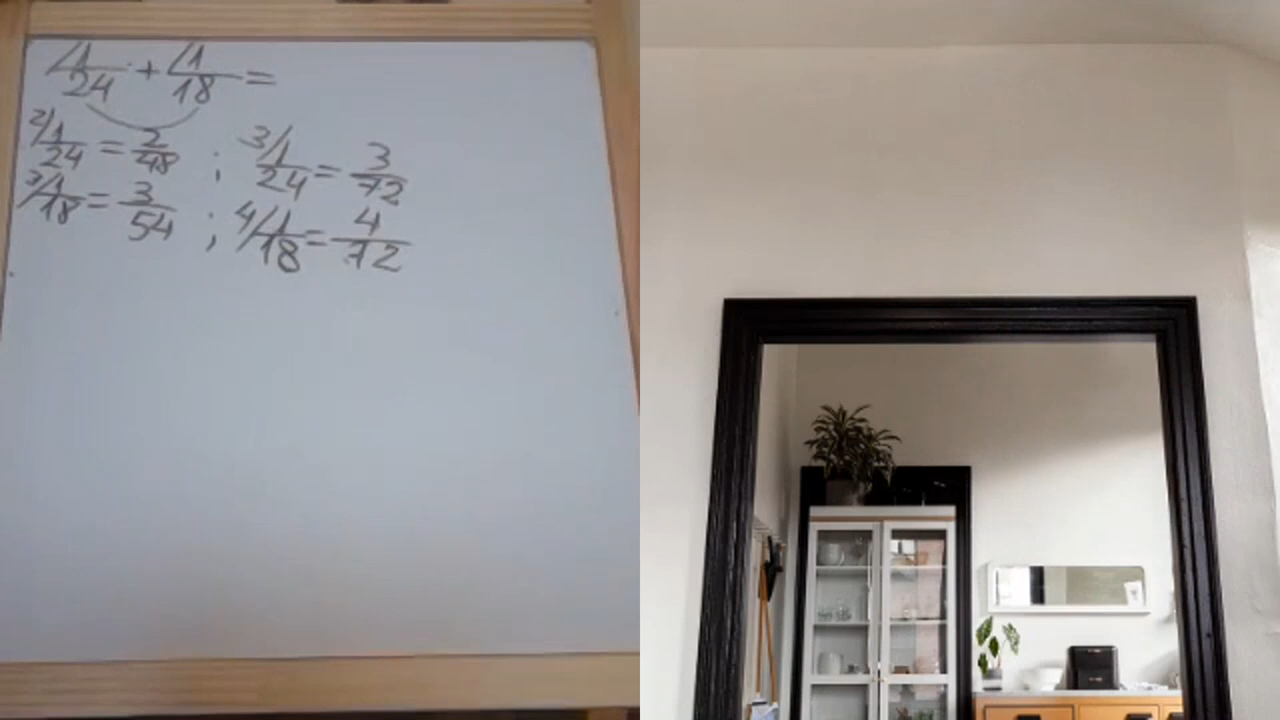 1/24 + 1/18 =
2/ 1/24 = 2/48 ; 3/ 1/24 = 3/72
3/ 1/18 = 3/54 ; 4/ 1/18 = 4/72